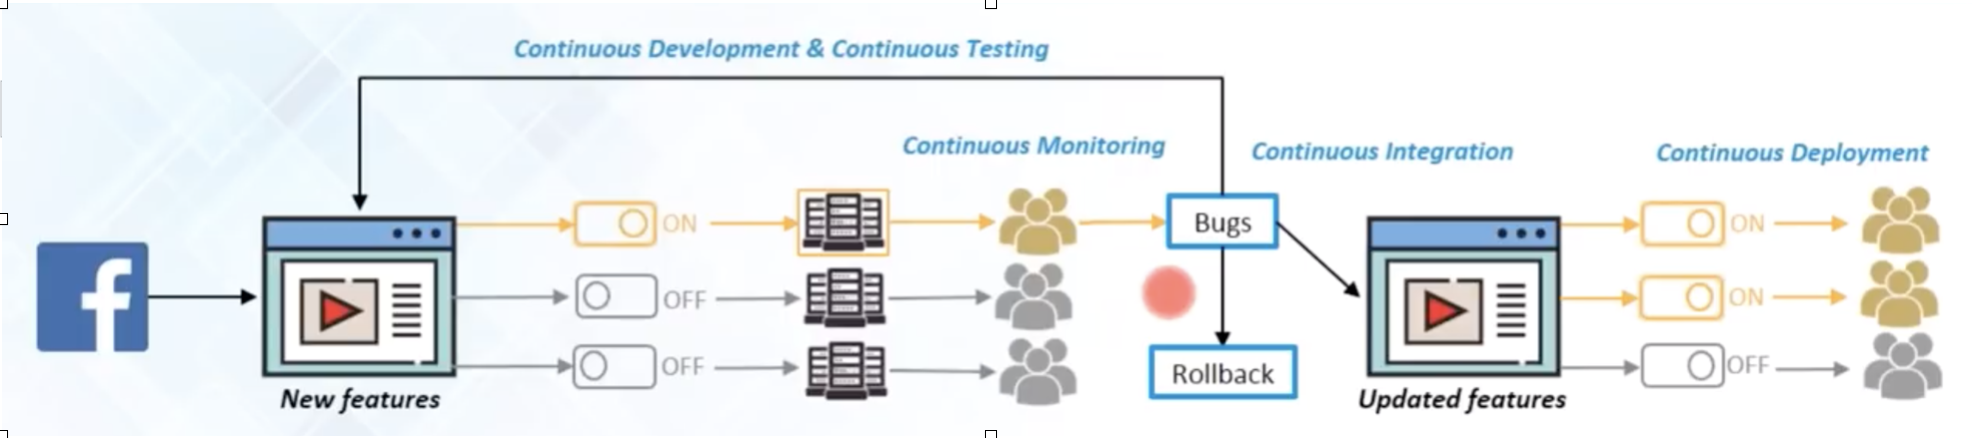 Continuous Development & Continuous Testing
Continuous Monitoring
Continuous Integration
Continuous Deployment
f
ON
OFF
OFF
Bugs
Rollback
ON
ON
OFF
New features
Updated features